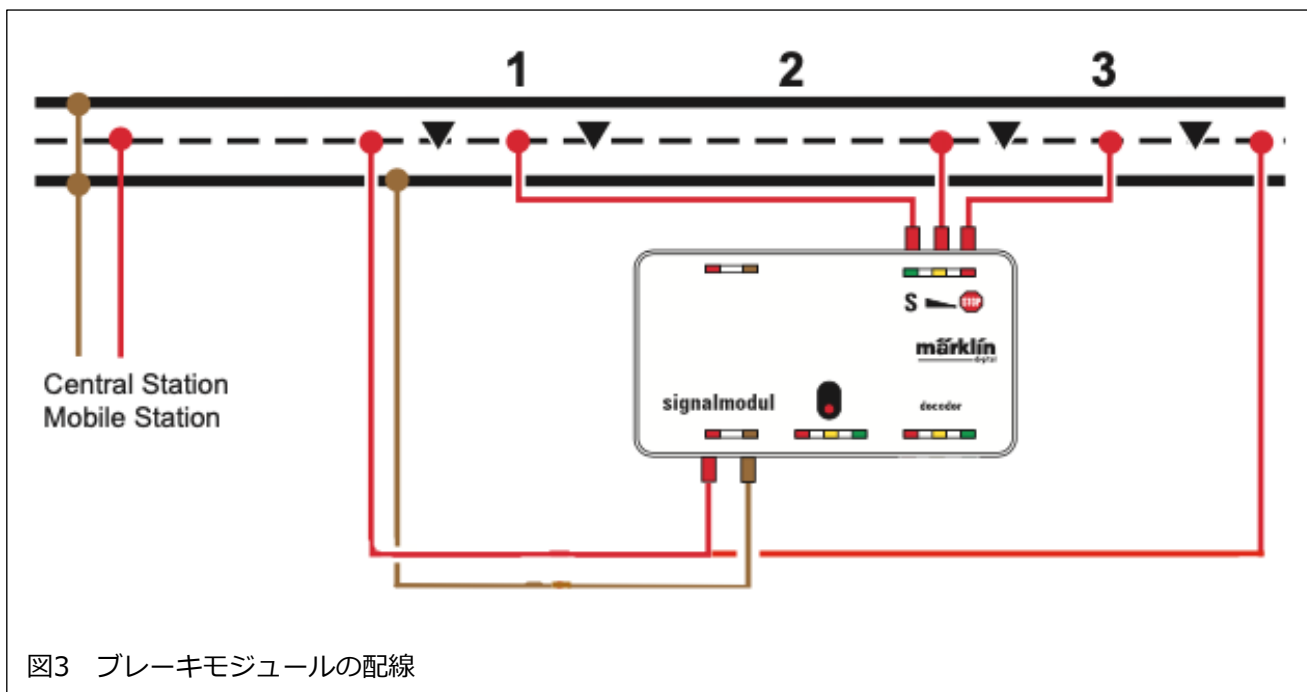 1 2 3
S STOP
märklin
digital
signalmodul
decoder
Central Station
Mobile Station
図3 ブレーキモジュールの配線